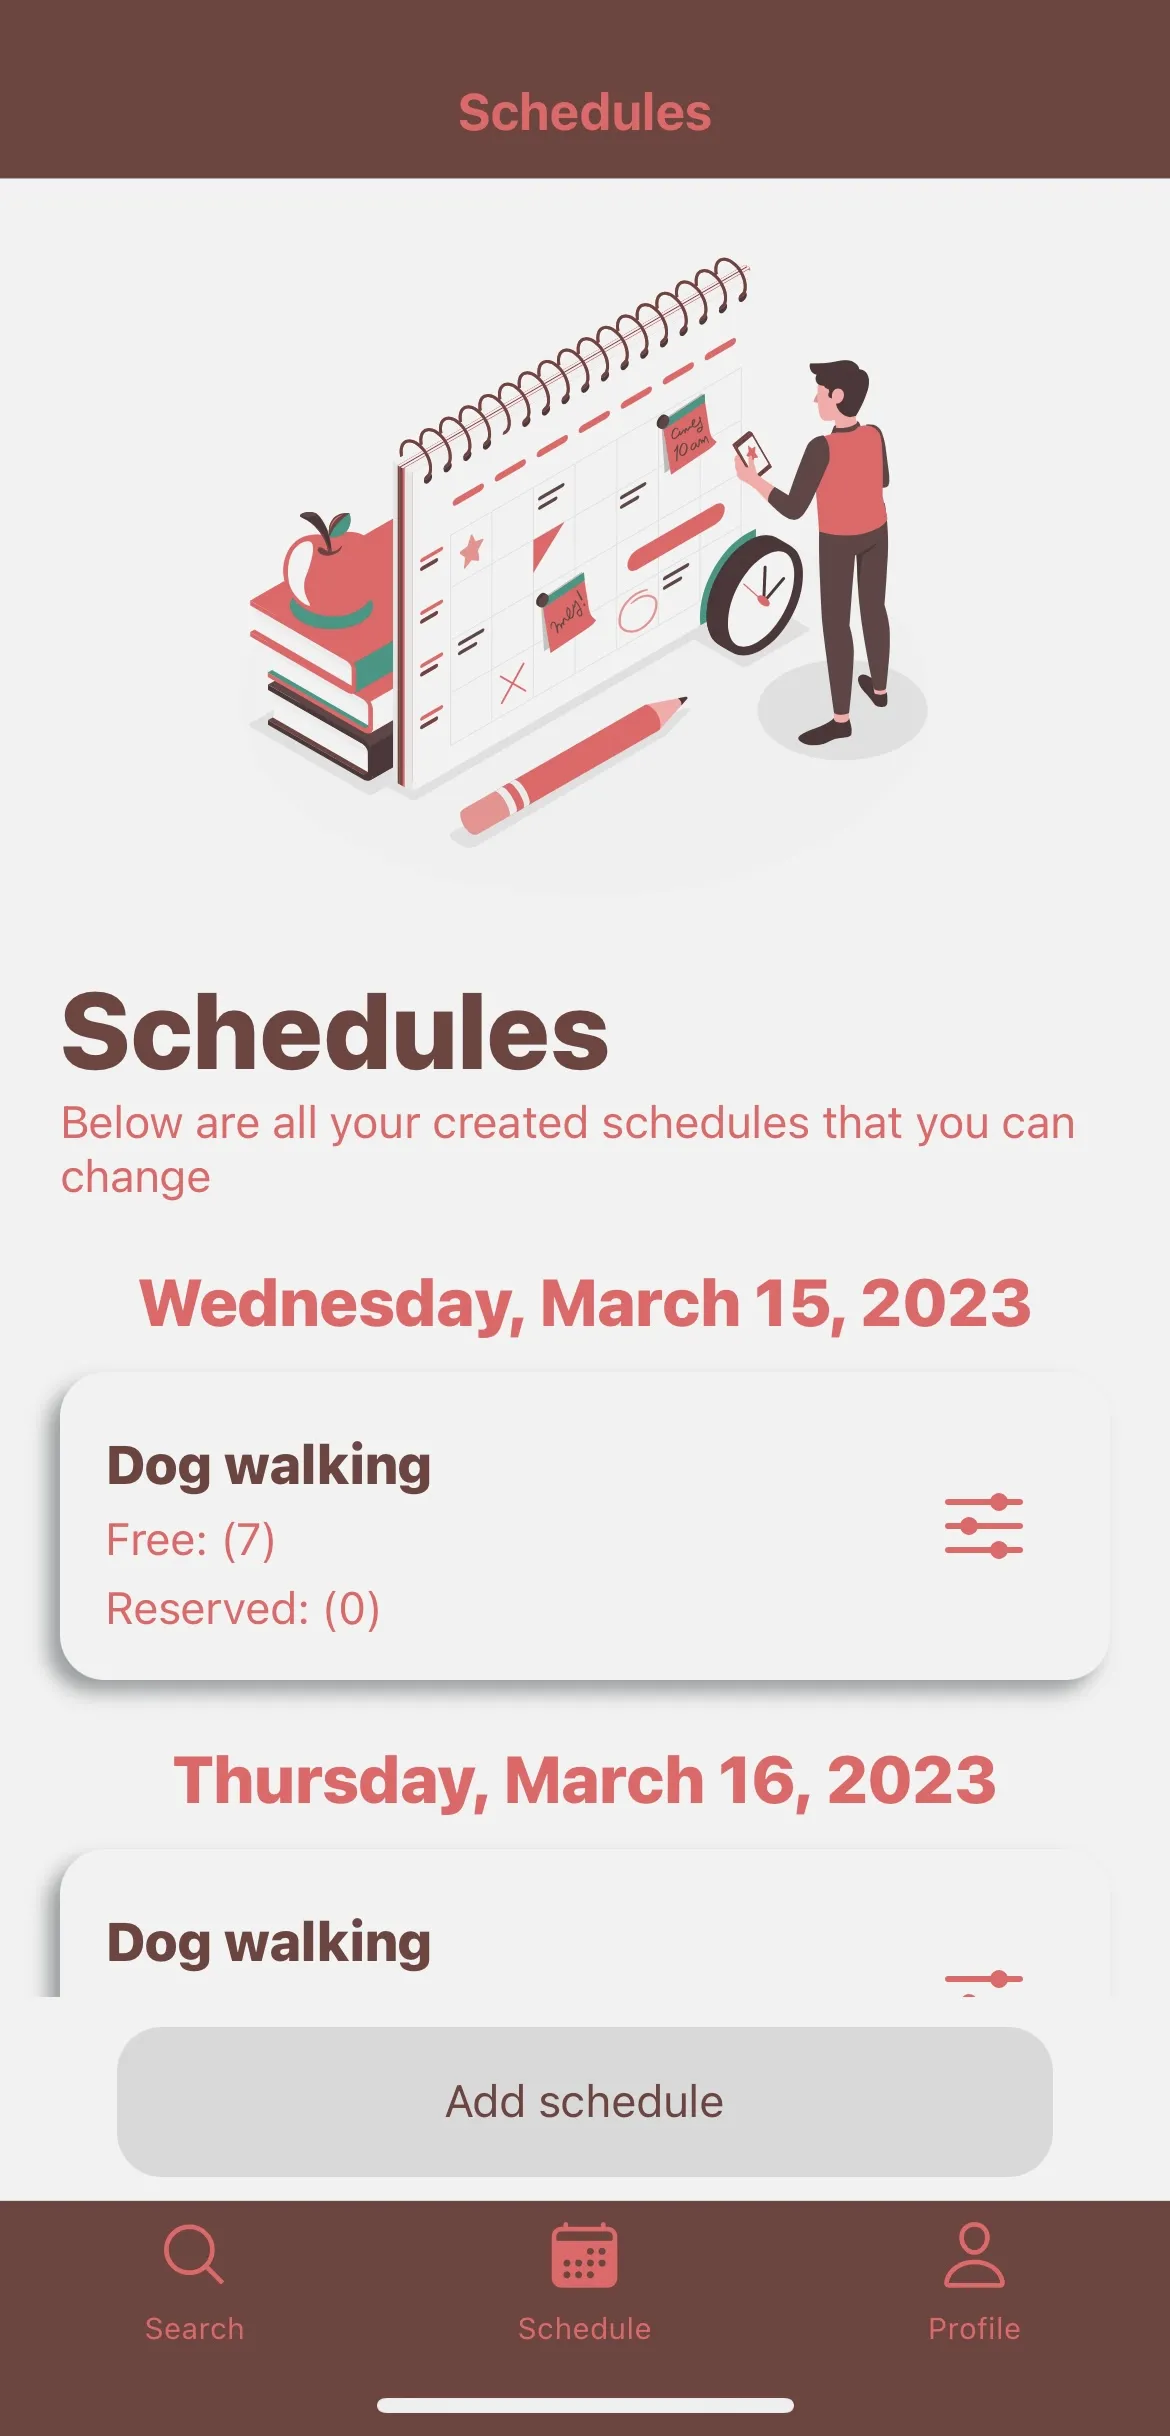 Schedules
10am
Schedules
Below are all your created schedules that you can
change
Wednesday, March 15, 2023
Dog walking
Free: (7)
Reserved: (0)
Thursday, March 16, 2023
Dog walking
Add schedule
Search
Schedule
Profile